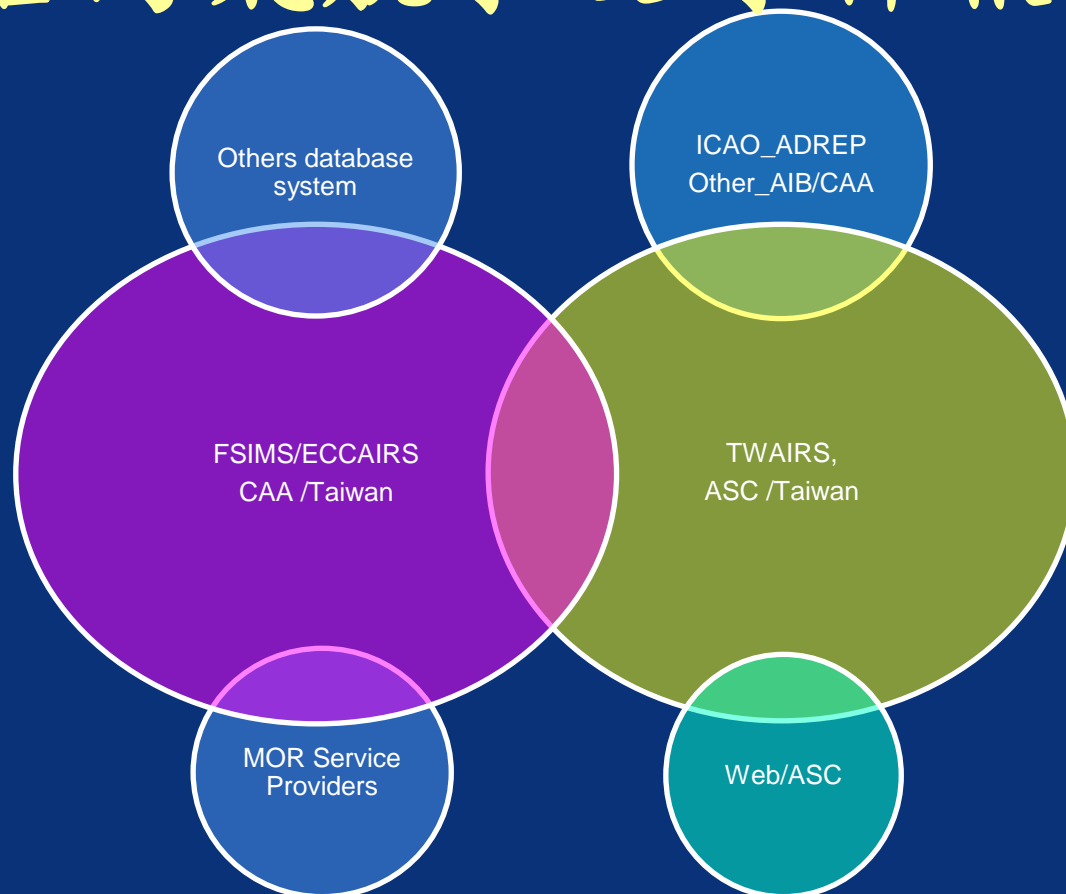 Others database
system
ICAO_ADREP
Other_AIB/CAA
FSIMS/ECCAIRS
CAA /Taiwan
TWAIRS,
ASC /Taiwan
MOR Service
Providers
Web/ASC